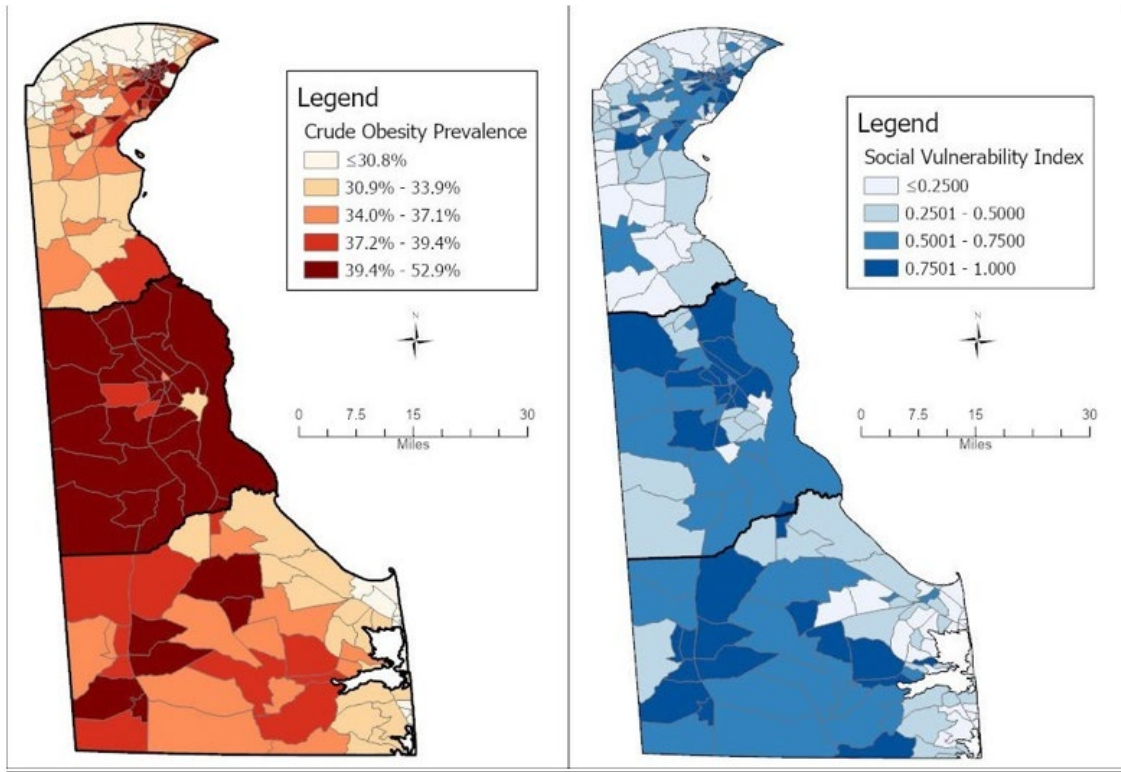 Legend
Crude Obesity Prevalence
≤30.8%
30.9% - 33.9%
34.0% - 37.1%
37.2% - 39.4%
39.4% - 52.9%
N
0 7.5 15 30
Miles
Legend
Social Vulnerability Index
≤0.2500
0.2501 - 0.5000
0.5001 - 0.7500
0.7501 - 1.000
N
0 7.5 15 30
Miles